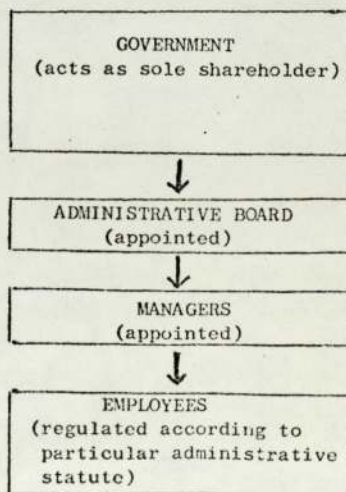 GOVERNMENT
(acts as sole shareholder)
ADMINISTRATIVE BOARD
(appointed)
MANAGERS
(appointed)
EMPLOYEES
(regulated according to
particular administrative
statute)